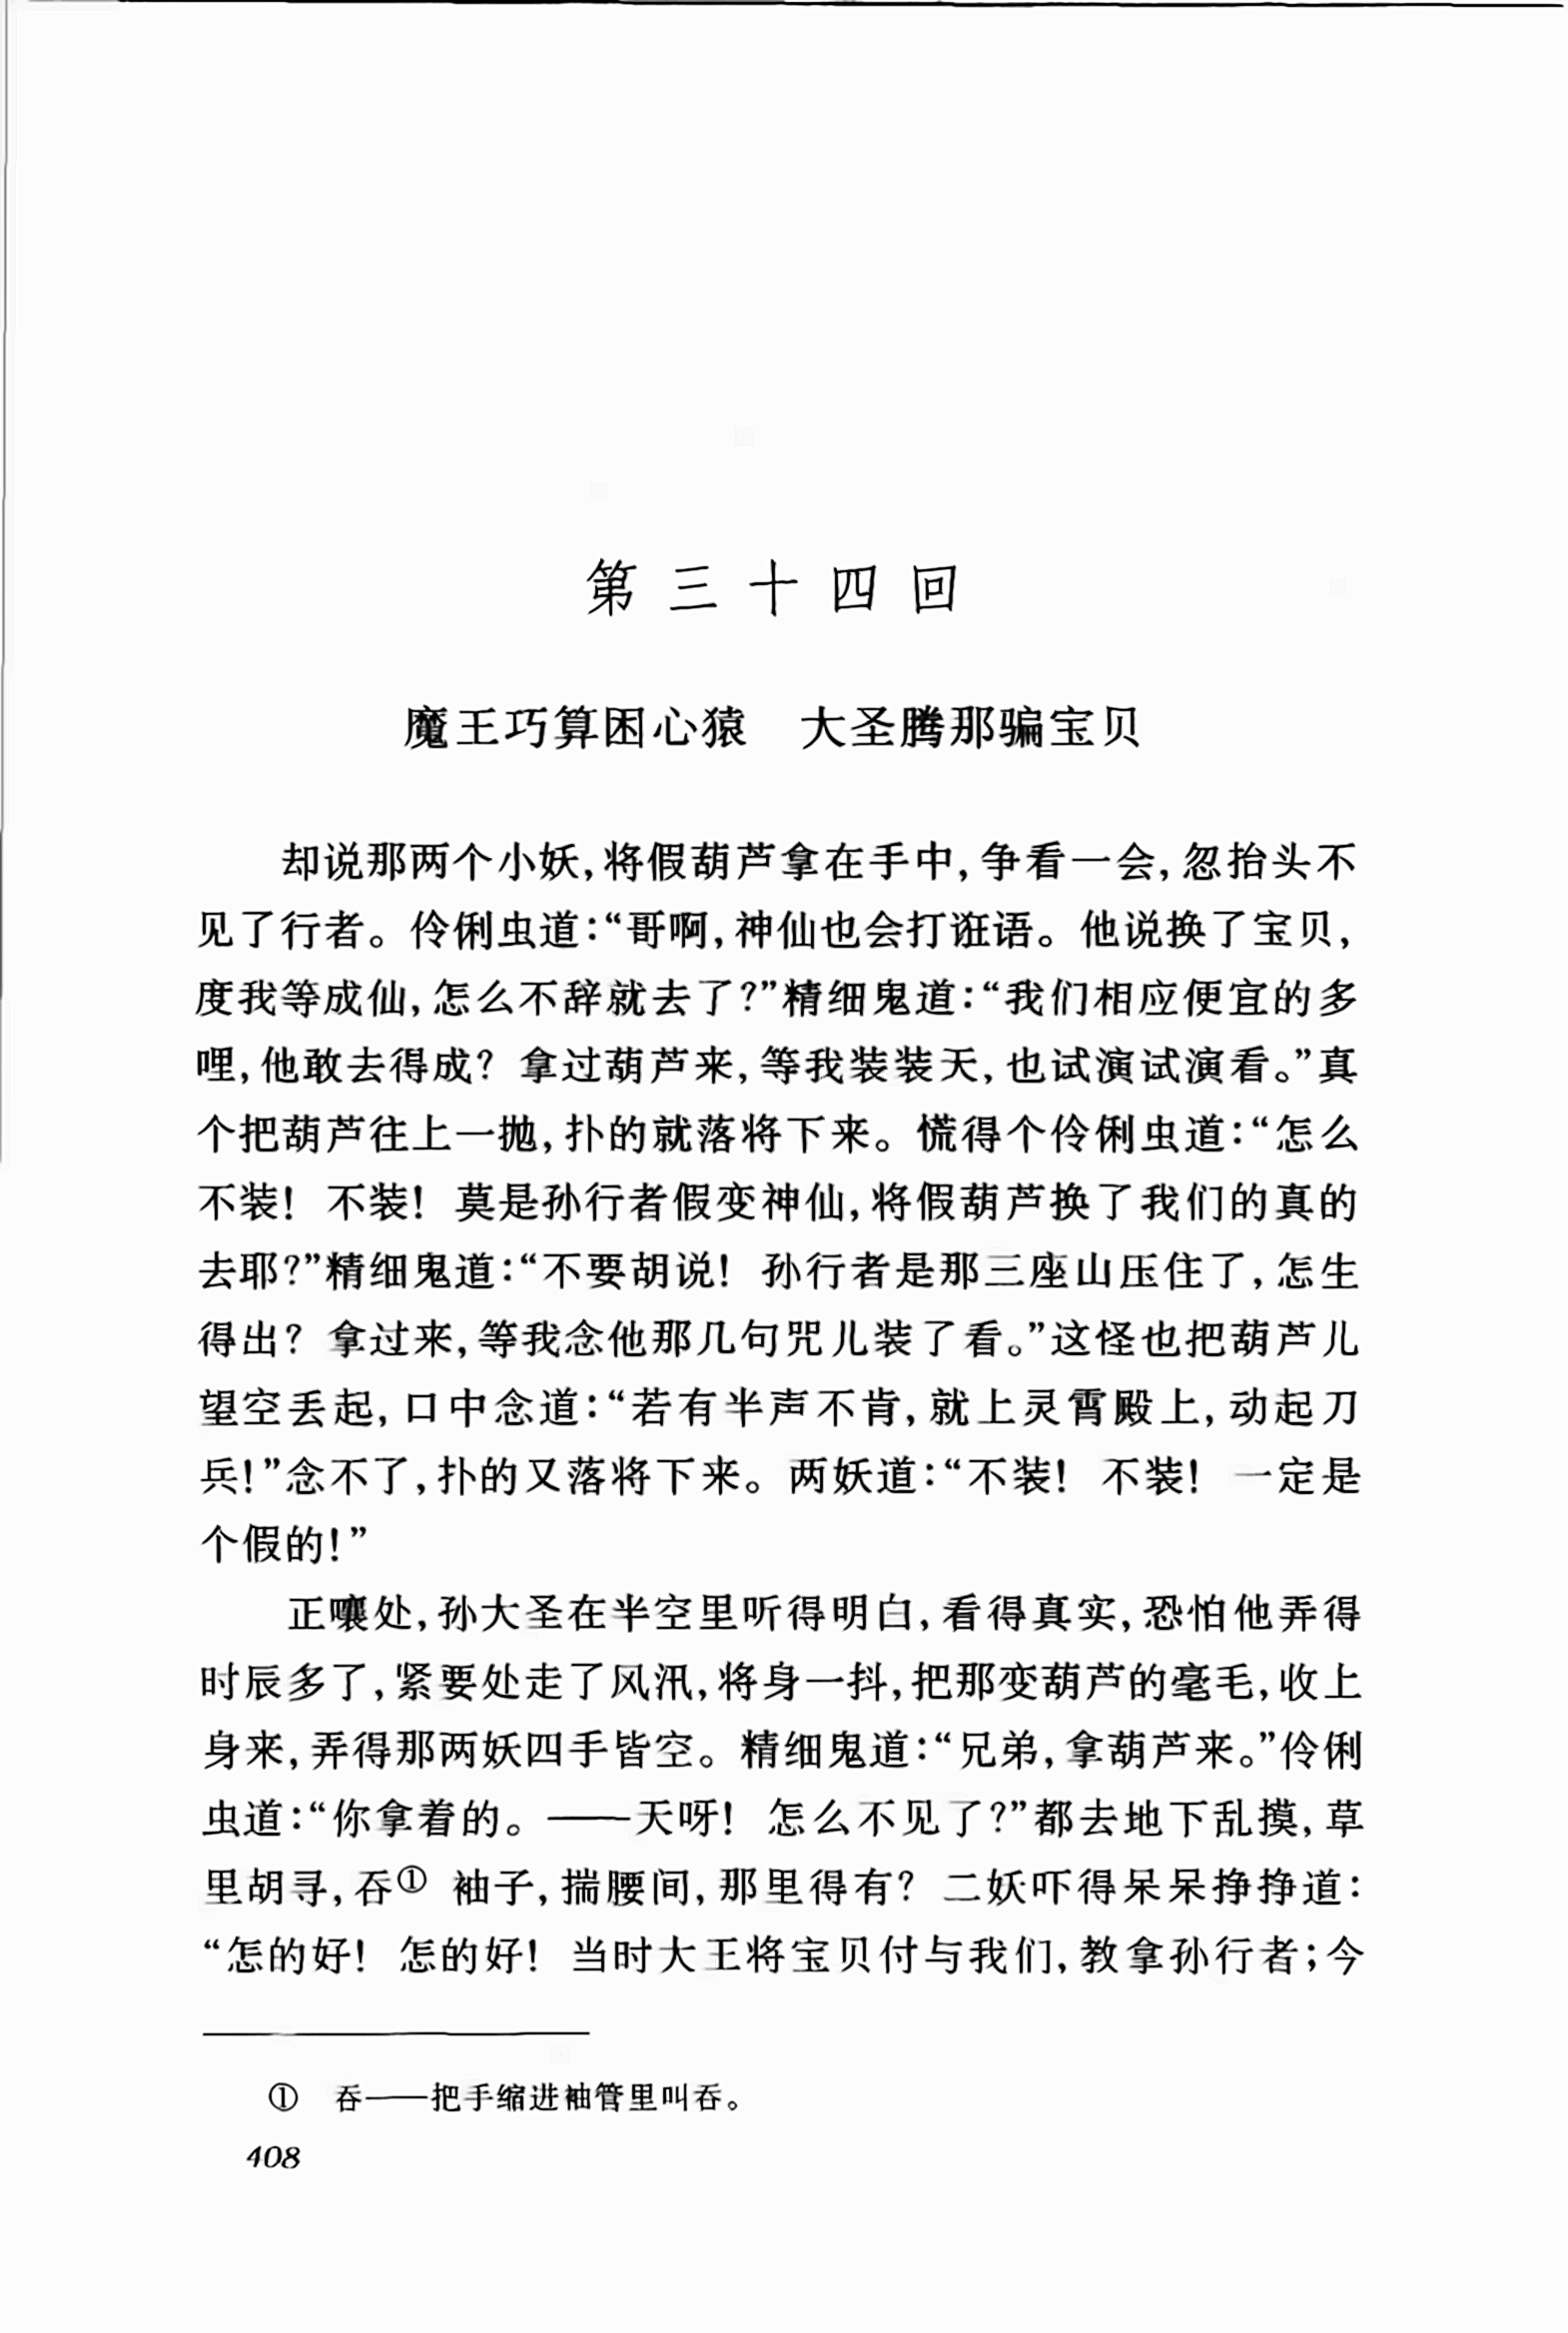 第三十四回
魔王巧算困心猿　大圣腾那骗宝贝
却说那两个小妖,将假葫芦拿在手中,争看一会,忽抬头不
见了行者。伶俐虫道:“哥啊,神仙也会打诳语。他说换了宝贝,
度我等成仙,怎么不辞就去了?”精细鬼道:“我们相应便宜的多
哩,他敢去得成? 拿过葫芦来,等我装装天,也试演试演看。”真
个把葫芦往上一抛,扑的就落将下来。慌得个伶俐虫道:“怎么
不装! 不装! 莫是孙行者假变神仙,将假葫芦换了我们的真的
去耶?”精细鬼道:“不要胡说! 孙行者是那三座山压住了,怎生
得出? 拿过来,等我念他那几句咒儿装了看。”这怪也把葫芦儿
望空丢起,口中念道:“若有半声不肯,就上灵霄殿上,动起刀
兵!”念不了,扑的又落将下来。两妖道:“不装! 不装! 一定是
个假的!”
正嚷处,孙大圣在半空里听得明白,看得真实,恐怕他弄得
时辰多了,紧要处走了风汛,将身一抖,把那变葫芦的毫毛,收上
身来,弄得那两妖四手皆空。精细鬼道:“兄弟,拿葫芦来。”伶俐
虫道:“你拿着的。——天呀! 怎么不见了?”都去地下乱摸,草
里胡寻,吞① 袖子,揣腰间,那里得有? 二妖吓得呆呆挣挣道:
“怎的好! 怎的好! 当时大王将宝贝付与我们,教拿孙行者;今
① 吞——把手缩进袖管里叫吞。
408